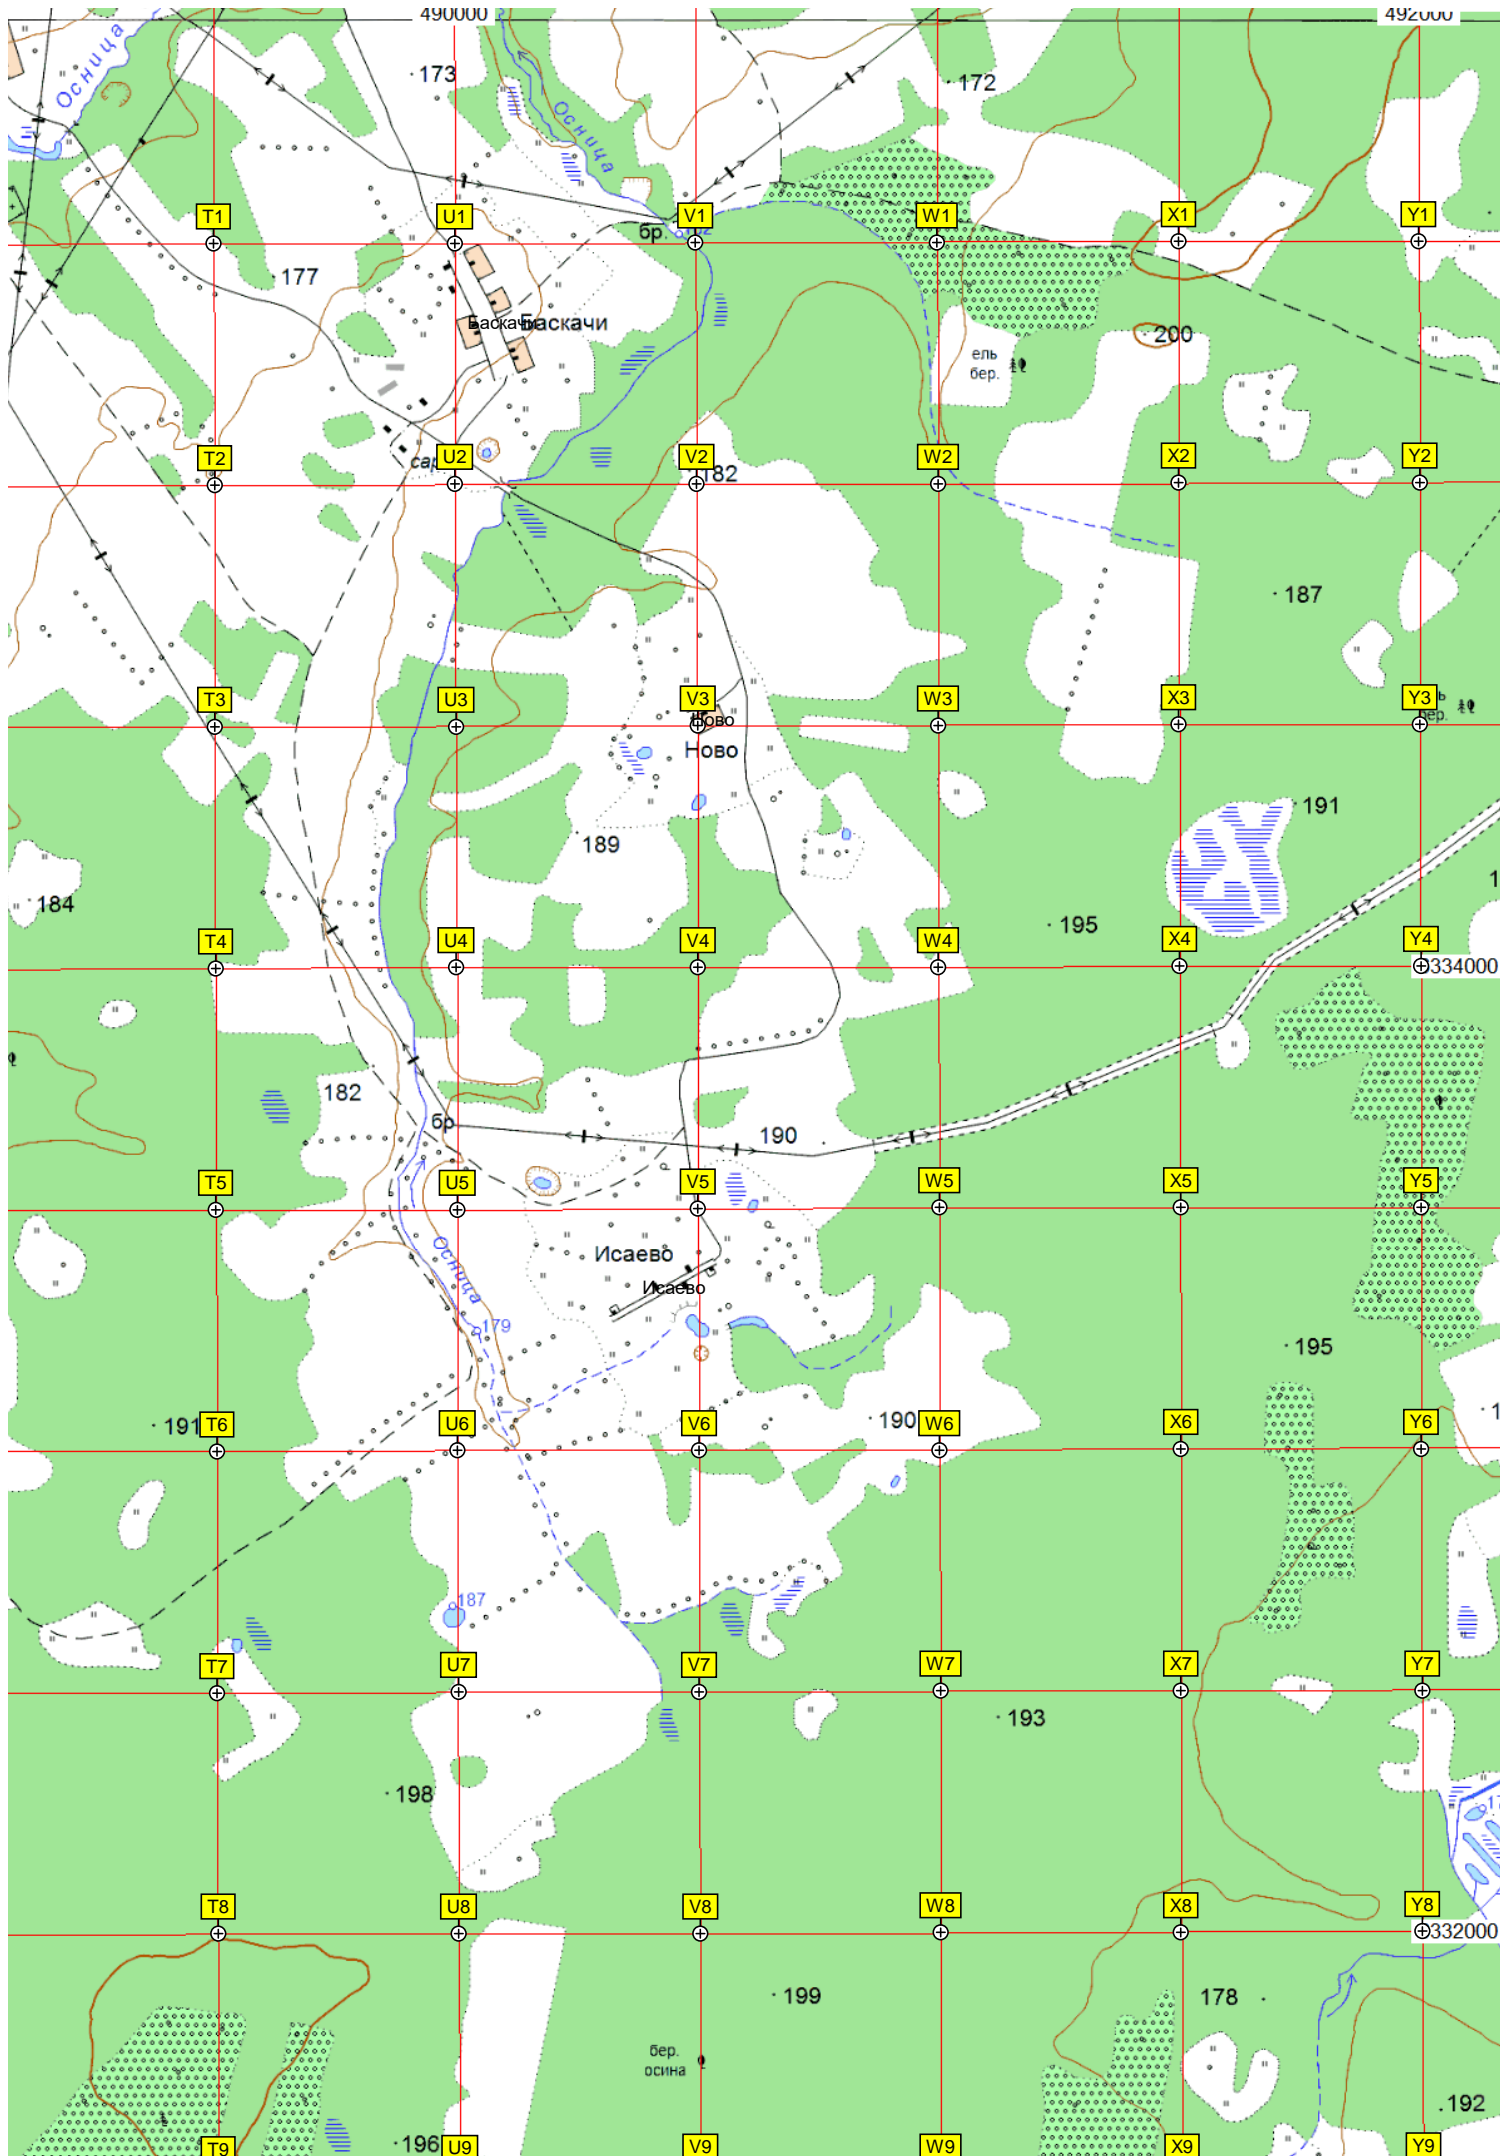 490000
492000
Осница
173
Осница
172
T1
U1
V1
W1
X1
Y1
бр.
177
Баскачи
Баскачи
200
ель
бер.
T2
U2
V2
W2
X2
Y2
182
187
T3
U3
V3
W3
X3
Y3
бер.
Ново
Ново
191
189
184
195
T4
U4
V4
W4
X4
Y4
334000
182
бр
190
T5
U5
V5
W5
X5
Y5
Осница
Исаево
Исаево
179
195
191
T6
U6
V6
190
W6
X6
Y6
187
T7
U7
V7
W7
X7
Y7
193
198
T8
U8
V8
W8
X8
Y8
332000
199
178
бер.
осина
192
196
T9
U9
V9
W9
X9
Y9